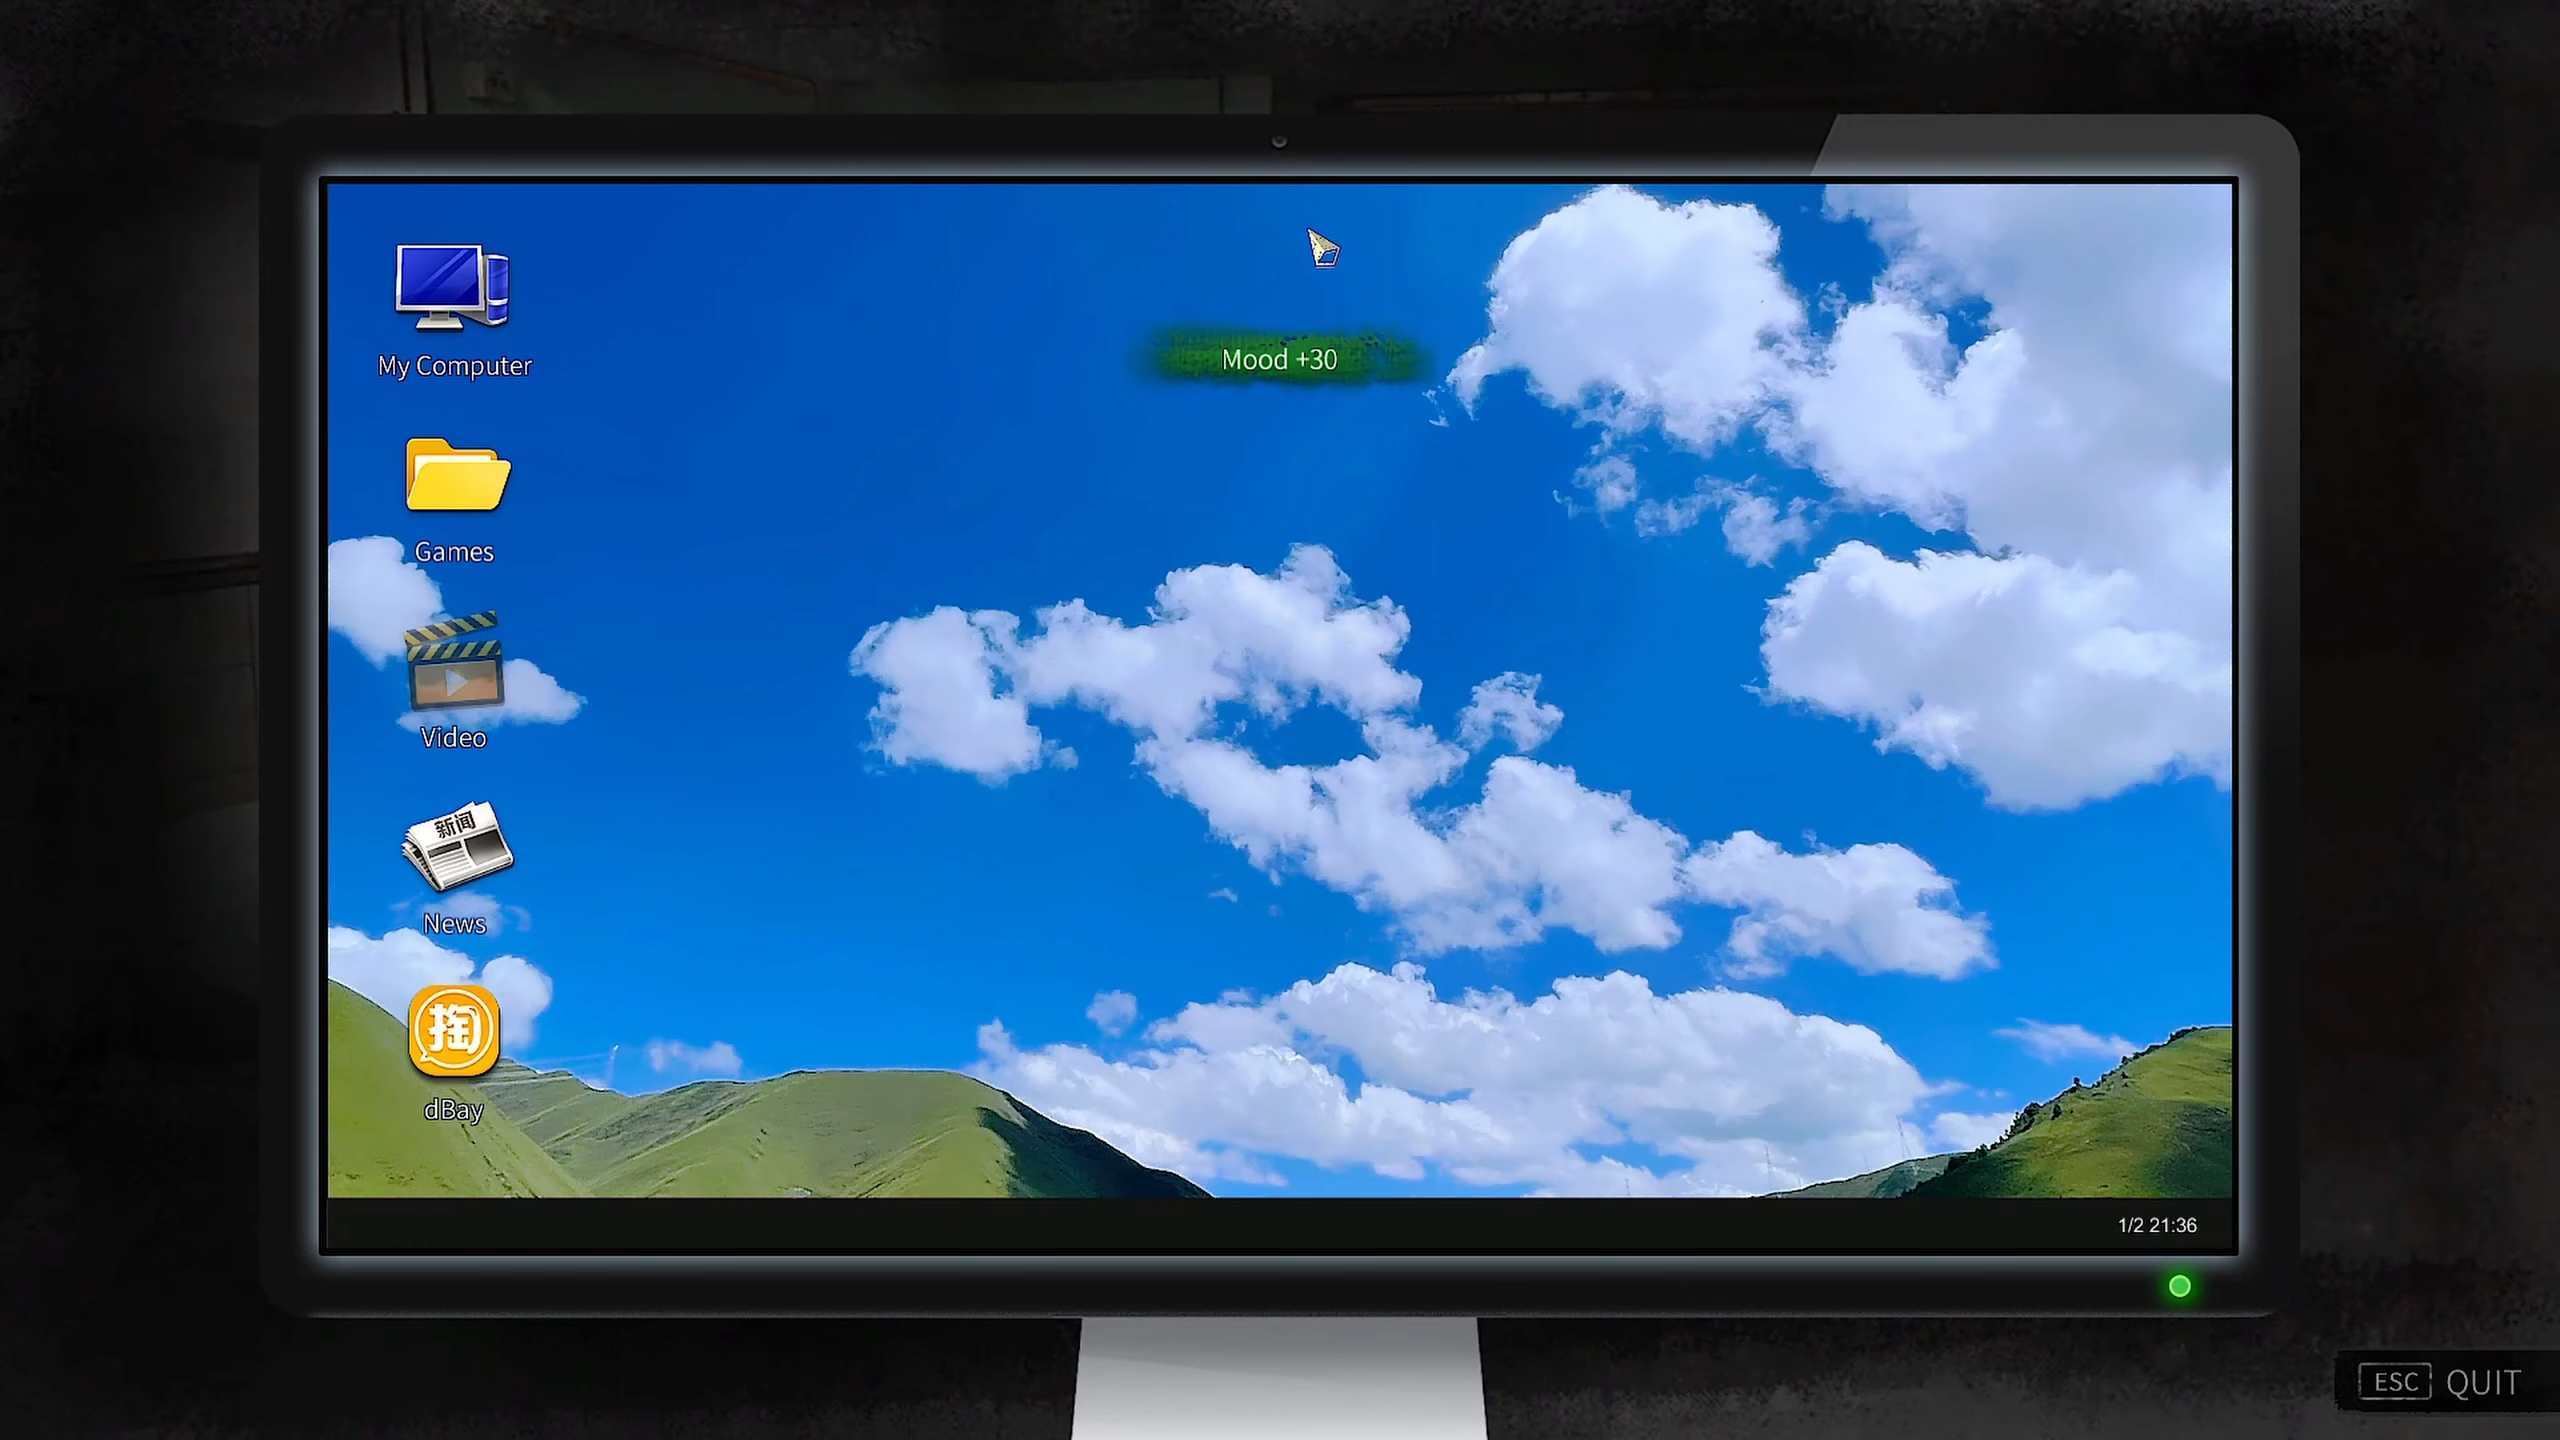 Mood +30
My Computer
Games
Video
新闻
News
掏
dBay
1/2 21:36
ESC QUIT